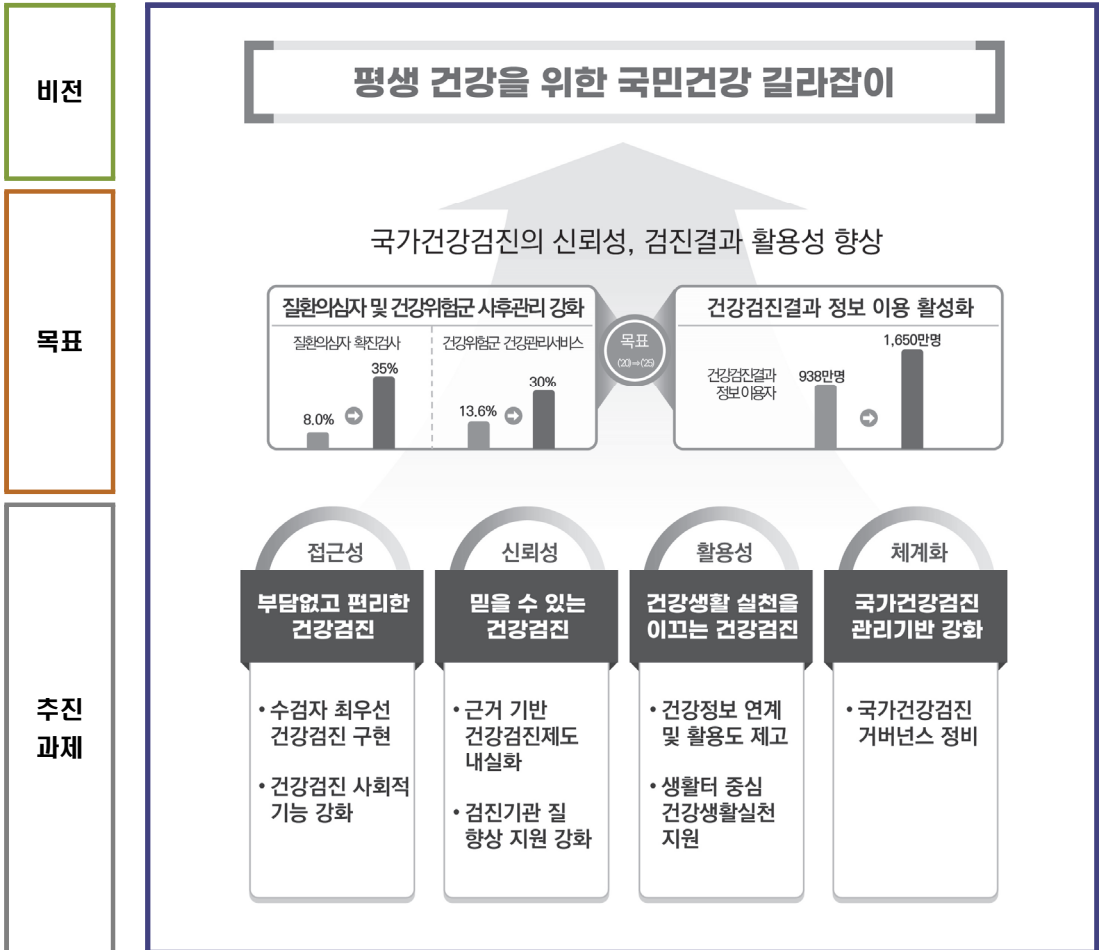 비전
평생 건강을 위한 국민건강 길라잡이
목표
국가건강검진의 신뢰성, 검진결과 활용성 향상
질환의심자 및 건강위험군 사후관리 강화
질환의심자 확진검사
8.0%
35%
건강위험군 건강관리서비스
13.6%
30%
목표
('20)⇒('25)
건강검진결과 정보 이용 활성화
건강검진결과
정보 이용자
938만명
1,650만명
추진
과제
접근성
부담없고 편리한
건강검진
• 수검자 최우선
건강검진 구현
• 건강검진 사회적
기능 강화
신뢰성
믿을 수 있는
건강검진
• 근거 기반
건강검진제도
내실화
• 검진기관 질
향상 지원 강화
활용성
건강생활 실천을
이끄는 건강검진
• 건강정보 연계
및 활용도 제고
• 생활터 중심
건강생활실천
지원
체계화
국가건강검진
관리기반 강화
• 국가건강검진
거버넌스 정비